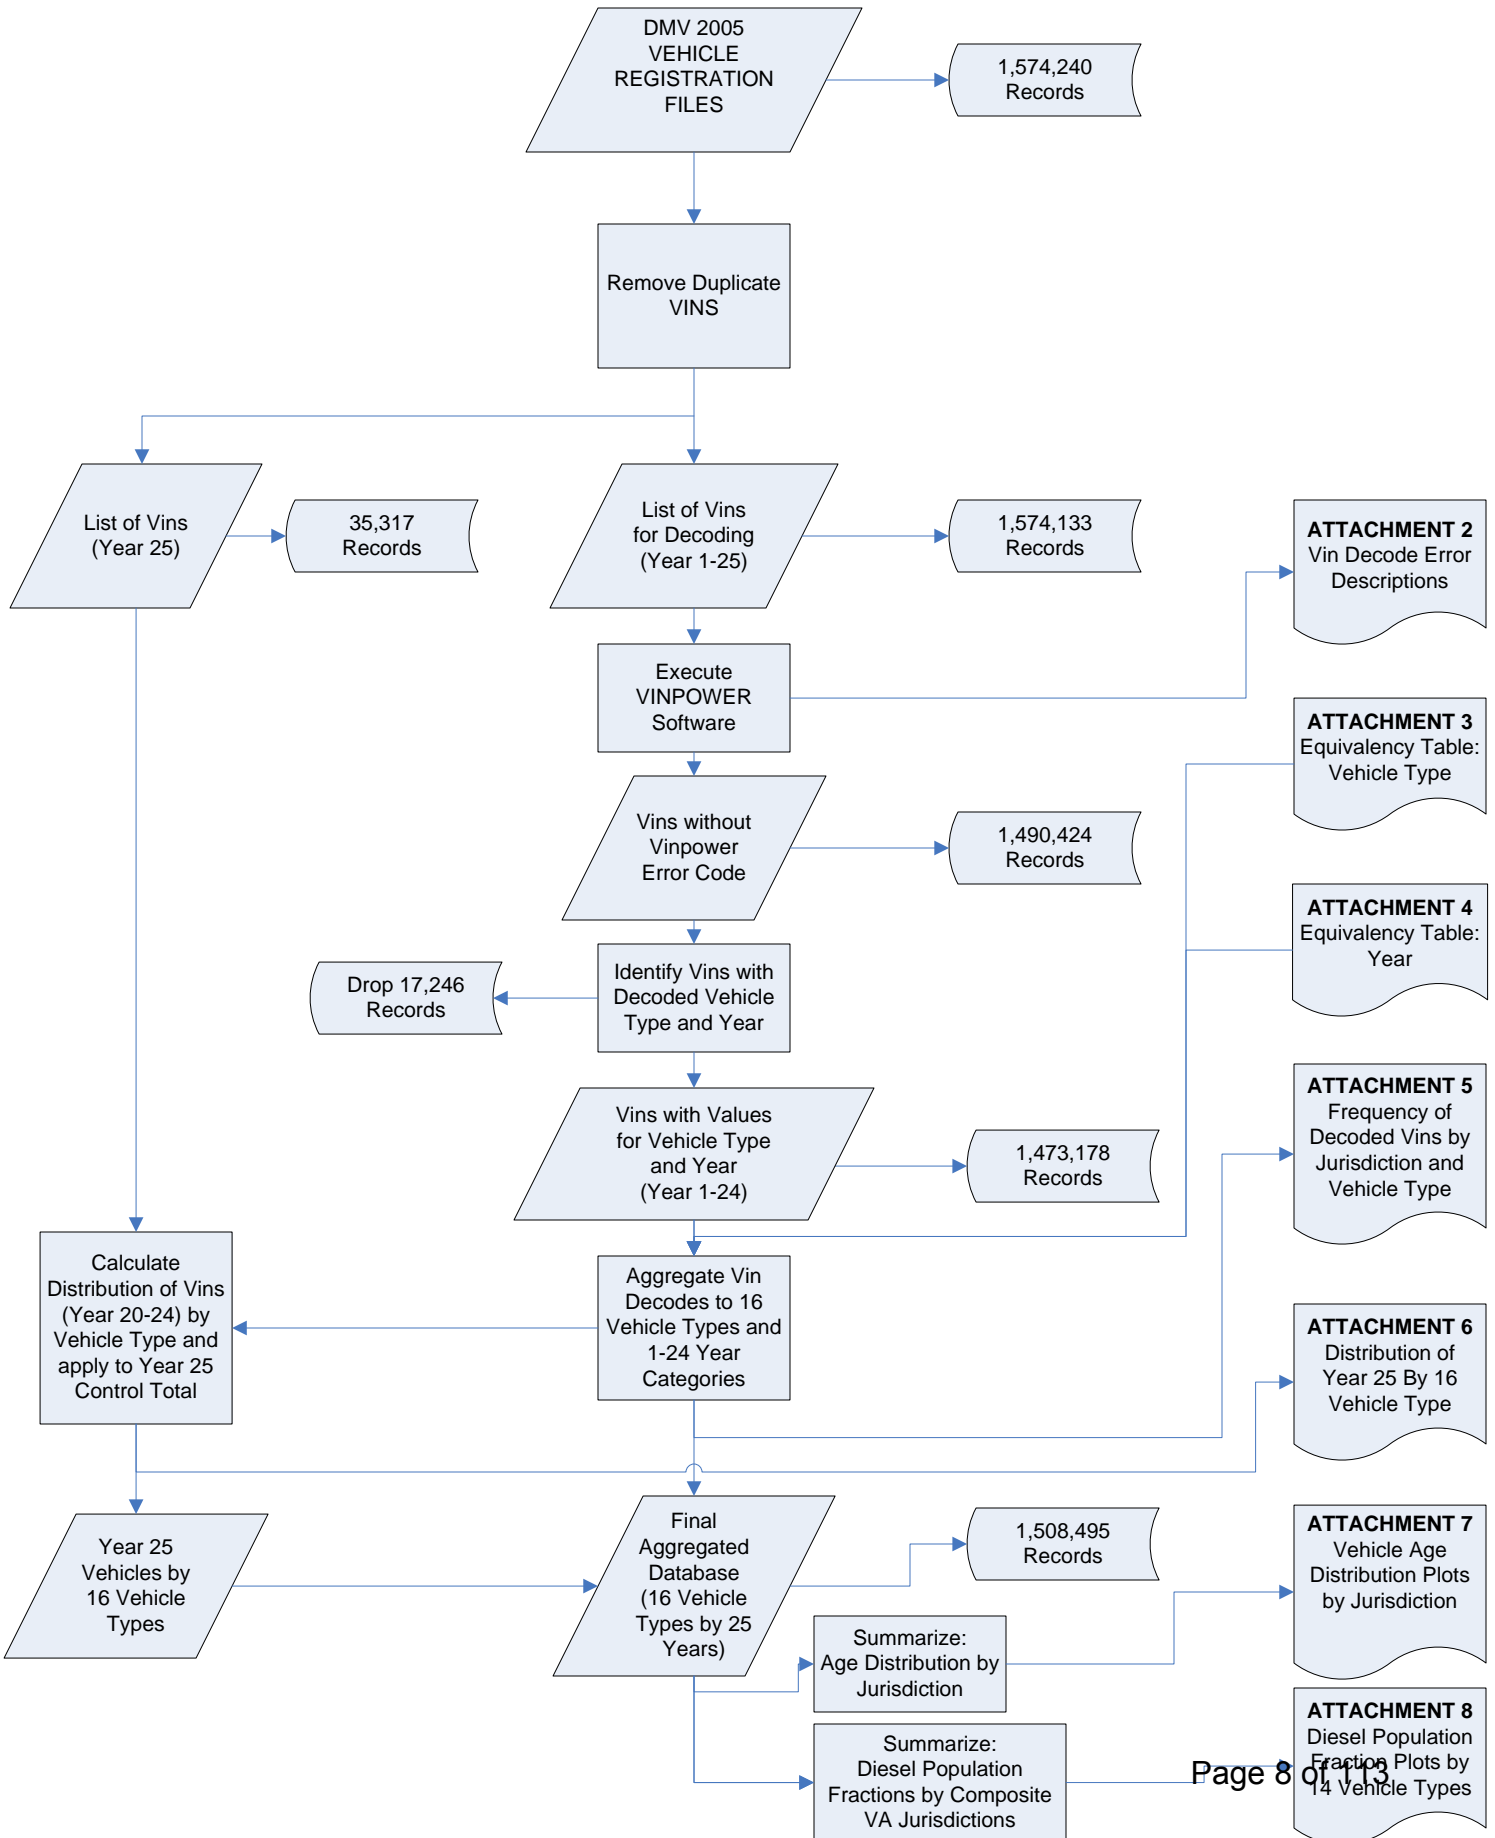 DMV 2005
VEHICLE
REGISTRATION
FILES
1,574,240
Records
Remove Duplicate
VINS
List of Vins
(Year 25)
35,317
Records
List of Vins
for Decoding
(Year 1-25)
1,574,133
Records
ATTACHMENT 2
Vin Decode Error
Descriptions
Execute
VINPOWER
Software
ATTACHMENT 3
Equivalency Table:
Vehicle Type
Vins without
Vinpower
Error Code
1,490,424
Records
ATTACHMENT 4
Equivalency Table:
Year
Drop 17,246
Records
Identify Vins with
Decoded Vehicle
Type and Year
ATTACHMENT 5
Frequency of
Decoded Vins by
Jurisdiction and
Vehicle Type
Vins with Values
for Vehicle Type
and Year
(Year 1-24)
1,473,178
Records
Calculate
Distribution of Vins
(Year 20-24) by
Vehicle Type and
apply to Year 25
Control Total
Aggregate Vin
Decodes to 16
Vehicle Types and
1-24 Year
Categories
ATTACHMENT 6
Distribution of
Year 25 By 16
Vehicle Type
Year 25
Vehicles by
16 Vehicle
Types
Final
Aggregated
Database
(16 Vehicle
Types by 25
Years)
1,508,495
Records
ATTACHMENT 7
Vehicle Age
Distribution Plots
by Jurisdiction
Summarize:
Age Distribution by
Jurisdiction
ATTACHMENT 8
Diesel Population
Fraction Plots by
14 Vehicle Types
Summarize:
Diesel Population
Fractions by Composite
VA Jurisdictions
Page 8 of 113